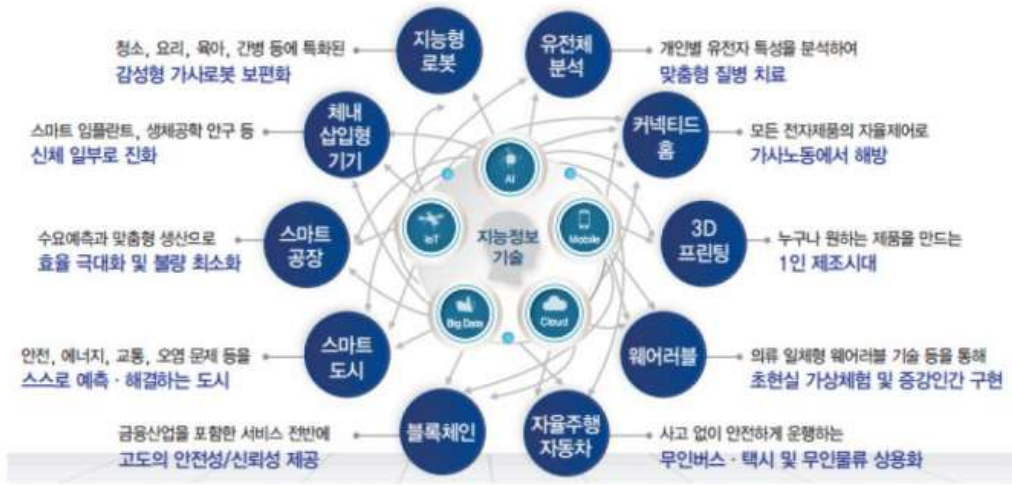 청소, 요리, 육아, 간병 등에 특화된
감성형 가사로봇 보편화
지능형
로봇
유전체
분석
개인별 유전자 특성을 분석하여
맞춤형 질병 치료
스마트 임플란트, 생체공학 안구 등
신체 일부로 진화
체내
삽입형
기기
커넥티드
홈
모든 전자제품의 자율제어로
가사노동에서 해방
AI
IoT
지능정보
기술
Mobile
Big Data
Cloud
수요예측과 맞춤형 생산으로
효율 극대화 및 불량 최소화
스마트
공장
3D
프린팅
누구나 원하는 제품을 만드는
1인 제조시대
안전, 에너지, 교통, 오염 문제 등을
스스로 예측 · 해결하는 도시
스마트
도시
웨어러블
의류 일체형 웨어러블 기술 등을 통해
초현실 가상체험 및 증강인간 구현
금융산업을 포함한 서비스 전반에
고도의 안전성/신뢰성 제공
블록체인
자율주행
자동차
사고 없이 안전하게 운행하는
무인버스 · 택시 및 무인물류 상용화